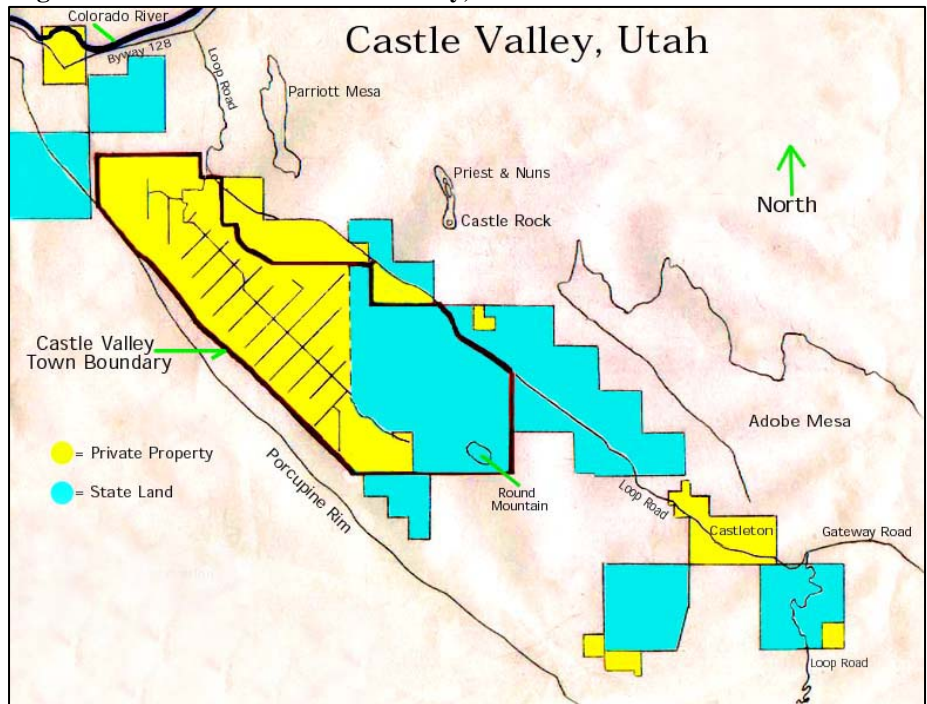 Colorado River
Byway 128
Castle Valley, Utah
Loop Road
Parriott Mesa
Priest & Nuns
Castle Rock
North
Castle Valley
Town Boundary
Adobe Mesa
= Private Property
= State Land
Porcupine Rim
Round
Mountain
Loop Road
Castleton
Gateway Road
Loop Road